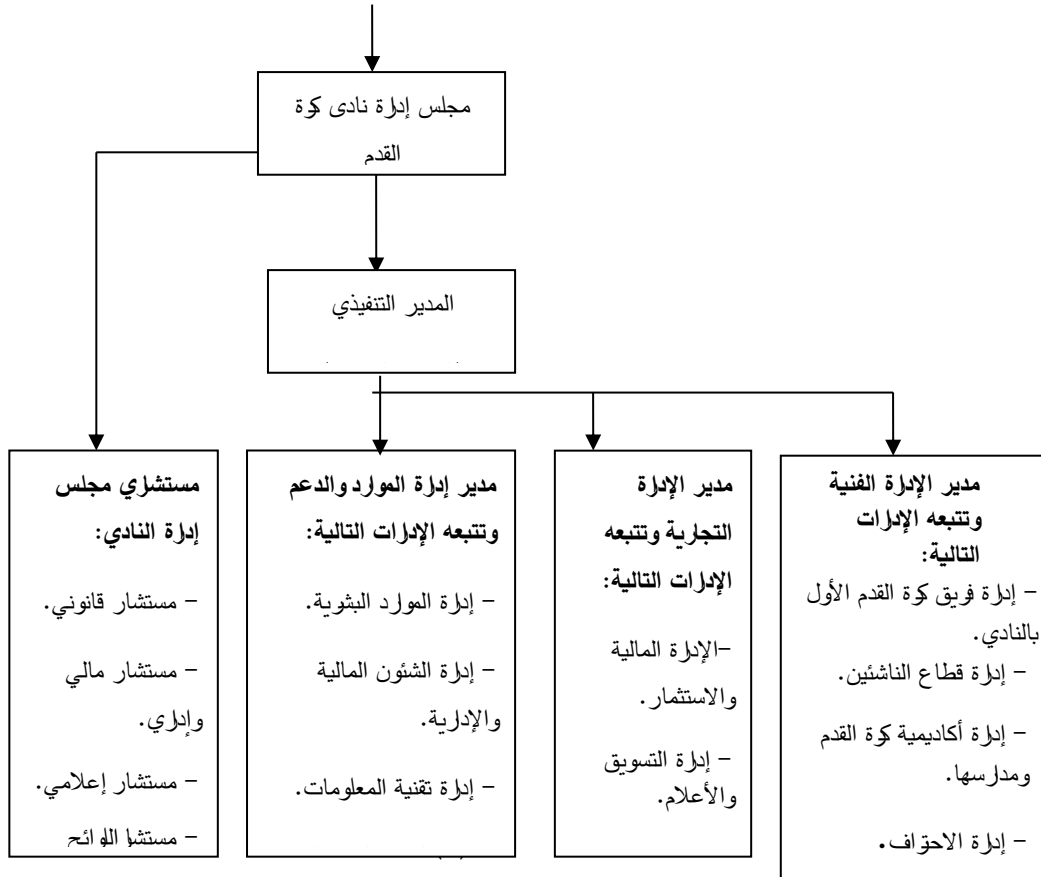 مجلس إدارة نادى كرة
القدم
المدير التنفيذي
مدير الإدارة الفنية
وتتبعه الإدارات
التالية:
– إدارة فريق كرة القدم الأول
بالنادي.
– إدارة قطاع الناشئين.
– إدارة أكاديمية كرة القدم
ومدارسها.
– إدارة الاحتراف.
مدير الإدارة
التجارية وتتبعه
الإدارات التالية:
–الإدارة المالية
والاستثمار.
– إدارة التسويق
والأعلام.
مدير إدارة الموارد والدعم
وتتبعه الإدارات التالية:
– إدارة الموارد البشرية.
– إدارة الشئون المالية
والإدارية.
– إدارة تقنية المعلومات.
مستشاري مجلس
إدارة النادي:
– مستشار قانوني.
– مستشار مالي
وإداري.
– مستشار إعلامي.
– مستشار اللوائح